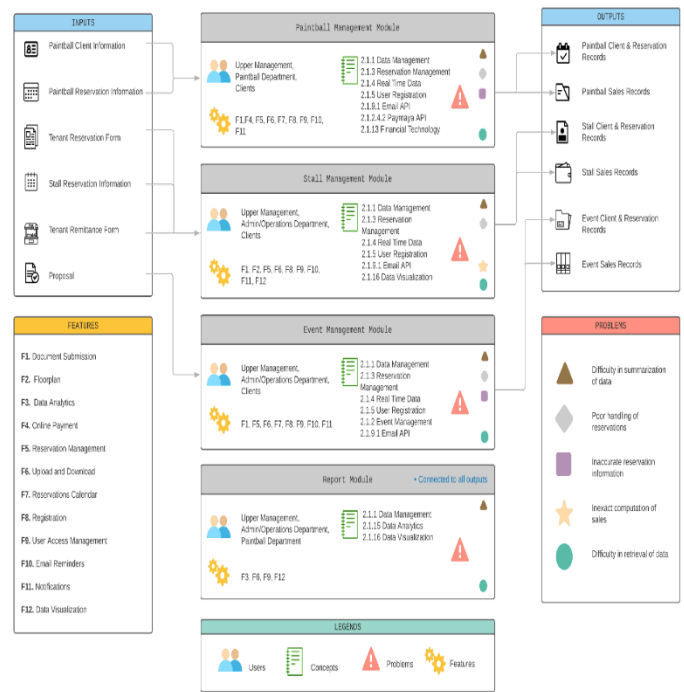 INPUTS
Paintball Client Information
Paintball Reservation Information
Tenant Reservation Form
Stall Reservation Information
Tenant Remittance Form
Proposal
FEATURES
F1. Document Submission
F2. Floorplan
F3. Data Analytics
F4. Online Payment
F5. Reservation Management
F6. Upload and Download
F7. Reservations Calendar
F8. Registration
F9. User Access Management
F10. Email Reminders
F11. Notifications
F12. Data Visualization
Paintball Management Module
Upper Management,
Paintball Department,
Clients
F1,F4, F5, F6, F7, F8, F9, F10,
F11
2.1.1 Data Management
2.1.3 Reservation Management
2.1.4 Real Time Data
2.1.5 User Registration
2.1.9.1 Email API
2.1.2.4.2 Paymaya API
2.1.13 Financial Technology
Stall Management Module
Upper Management,
Admin/Operations Department,
Clients
F1, F2, F5, F6, F8, F9, F10,
F11, F12
2.1.1 Data Management
2.1.3 Reservation
Management
2.1.4 Real Time Data
2.1.5 User Registration
2.1.9.1 Email API
2.1.16 Data Visualization
Event Management Module
Upper Management,
Admin/Operations Department,
Clients
F1, F5, F6, F7, F8, F9, F10, F11
2.1.1 Data Management
2.1.3 Reservation
Management
2.1.4 Real Time Data
2.1.5 User Registration
2.1.2 Event Management
2.1.9.1 Email API
Report Module
• Connected to all outputs
Upper Management,
Admin/Operations Department,
Paintball Department
F3. F6, F9, F12
2.1.1 Data Management
2.1.15 Data Analytics
2.1.16 Data Visualization
LEGENDS
Users
Concepts
Problems
Features
OUTPUTS
Paintball Client & Reservation
Records
Paintball Sales Records
Stall Client & Reservation
Records
Stall Sales Records
Event Client & Reservation
Records
Event Sales Records
PROBLEMS
Difficulty in summarization
of data
Poor handling of
reservations
Inaccurate reservation
information
Inexact computation of
sales
Difficulty in retrieval of data